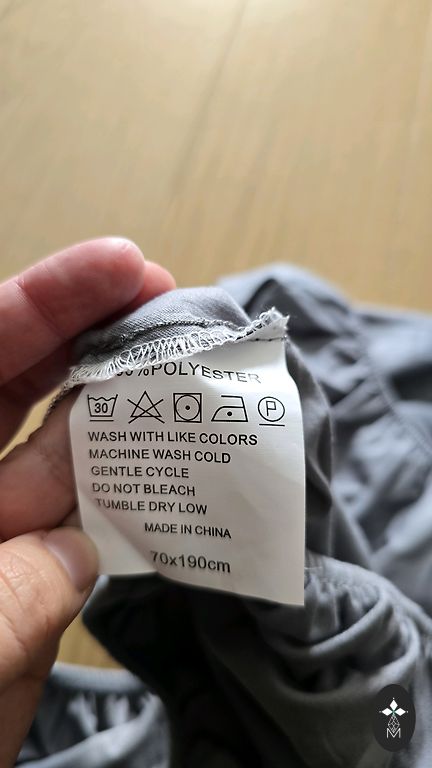 %POLYESTER
30 P
WASH WITH LIKE COLORS
MACHINE WASH COLD
GENTLE CYCLE
DO NOT BLEACH
TUMBLE DRY LOW
MADE IN CHINA
70x190cm